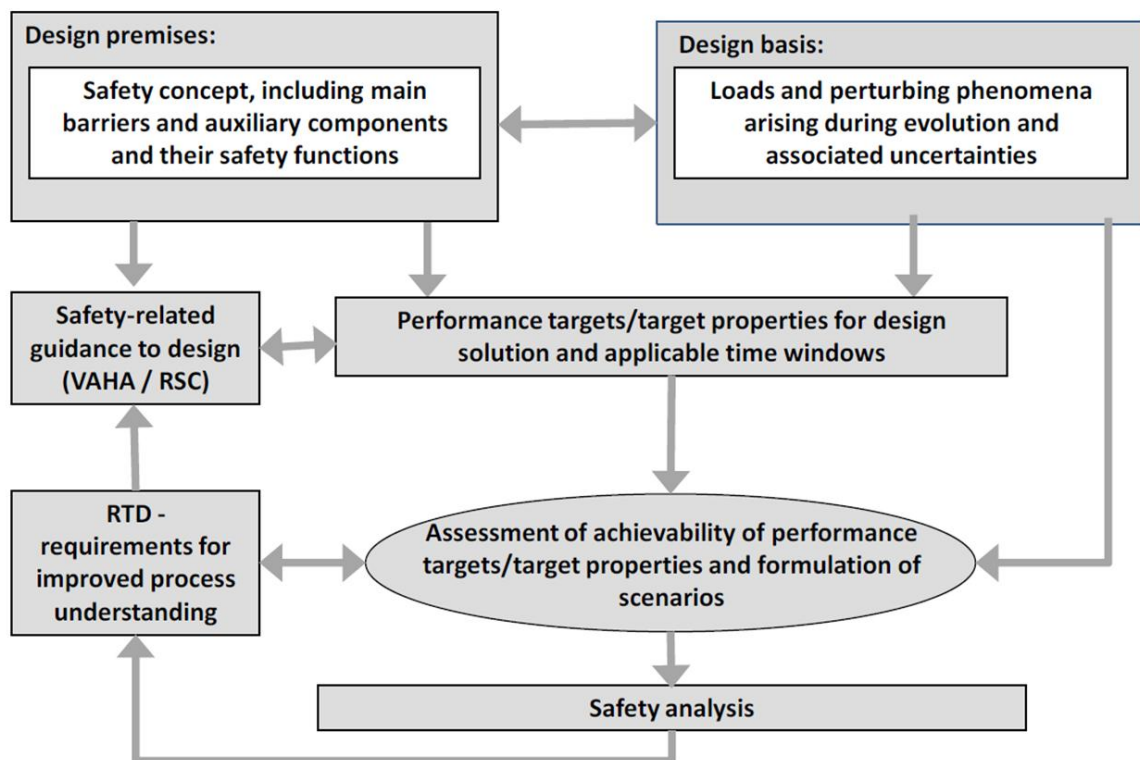 Design premises:
Safety concept, including main
barriers and auxiliary components
and their safety functions
Design basis:
Loads and perturbing phenomena
arising during evolution and
associated uncertainties
Safety-related
guidance to design
(VAHA / RSC)
Performance targets/target properties for design
solution and applicable time windows
RTD -
requirements for
improved process
understanding
Assessment of achievability of performance
targets/target properties and formulation of
scenarios
Safety analysis